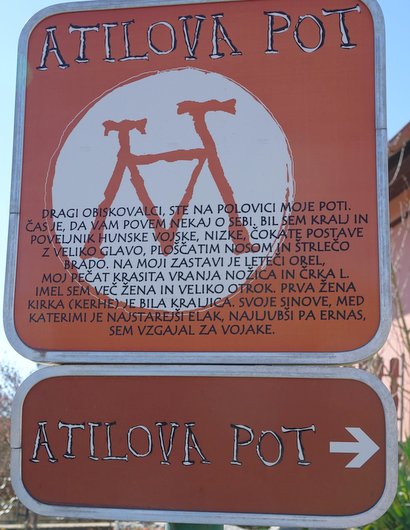 ATILOVA POT
DRAGI OBISKOVALCI, STE NA POLOVICI MOJE POTI.
ČAS JE, DA VAM POVEM NEKAJ O SEBI. BIL SEM KRALJ IN
POVELJNIK HUNSKE VOJSKE, NIZKE, ČOKATE POSTAVE
Z VELIKO GLAVO, PLOŠČATIM NOSOM IN ŠTRLEČO
BRADO. NA MOJI ZASTAVI JE LETEČI OREL,
MOJ PEČAT KRASITA VRANJA NOŽICA IN ČRKA L.
IMEL SEM VEČ ŽENA IN VELIKO OTROK. PRVA ŽENA
KIRKA (KERHE) JE BILA KRALJICA. SVOJE SINOVE, MED
KATERIMI JE NAJSTAREJŠI ELAK, NAJLJUBŠI PA ERNAS,
SEM VZGAJAL ZA VOJAKE.
ATILOVA POT